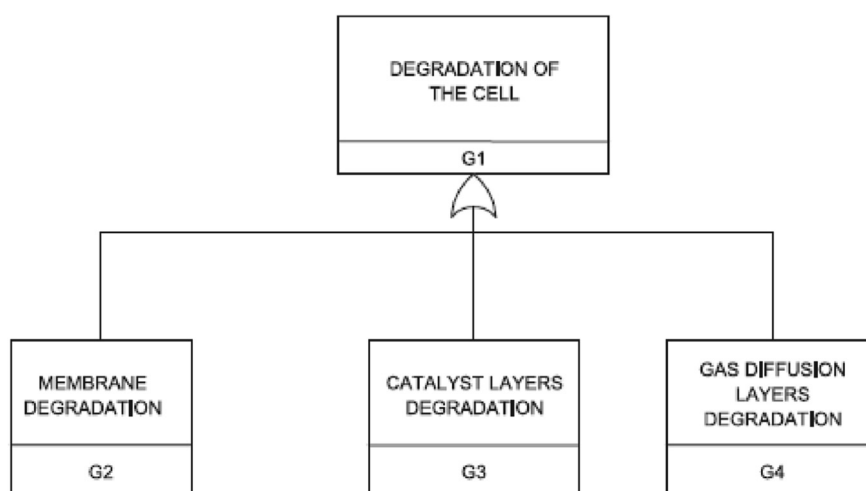 DEGRADATION OF
THE CELL
G1
MEMBRANE
DEGRADATION
G2
CATALYST LAYERS
DEGRADATION
G3
GAS DIFFUSION
LAYERS
DEGRADATION
G4